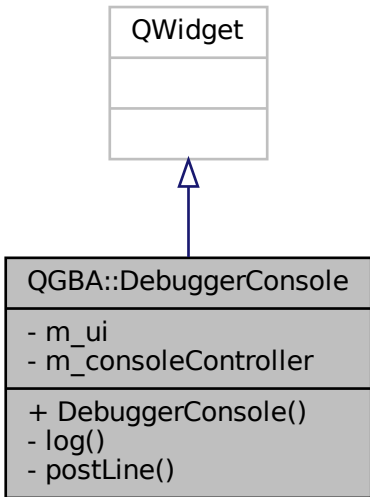 QWidget
QGBA::DebuggerConsole
- m_ui
- m_consoleController
+ DebuggerConsole()
- log()
- postLine()